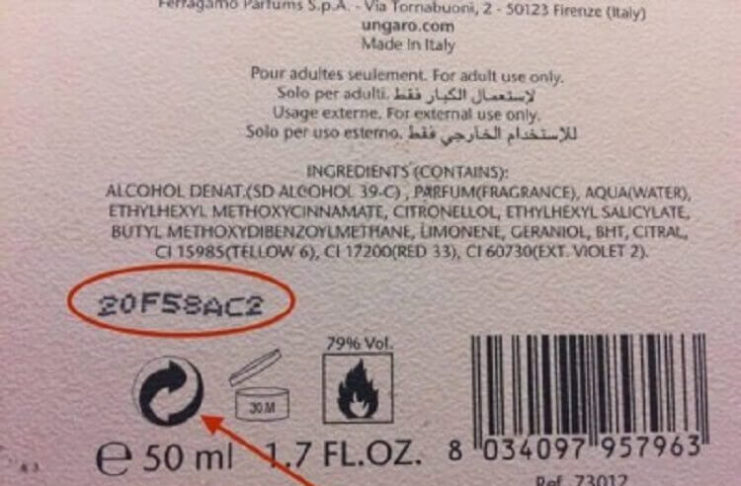 Ferragamo Parfums S.p.A. - Via Tornabuoni, 2 - 50123 Firenze (Italy)
ungaro.com
Made in Italy
Pour adultes seulement. For adult use only.
Solo per adulti. لاستعمال الكبار فقط
Usage externe. For external use only.
Solo per uso esterno. للاستخدام الخارجي فقط
INGREDIENTS (CONTAINS):
ALCOHOL DENAT.(SD ALCOHOL 39-C) , PARFUM(FRAGRANCE), AQUA(WATER),
ETHYLHEXYL METHOXYCINNAMATE, CITRONELLOL, ETHYLHEXYL SALICYLATE,
BUTYL METHOXYDIBENZOYLMETHANE, LIMONENE, GERANIOL, BHT, CITRAL,
CI 15985(TELLOW 6), CI 17200(RED 33), CI 60730(EXT. VIOLET 2).
20F58AC2
79% Vol.
30 M
e 50 ml 1.7 FL.OZ.
8 034097 957963
Ref. 73012